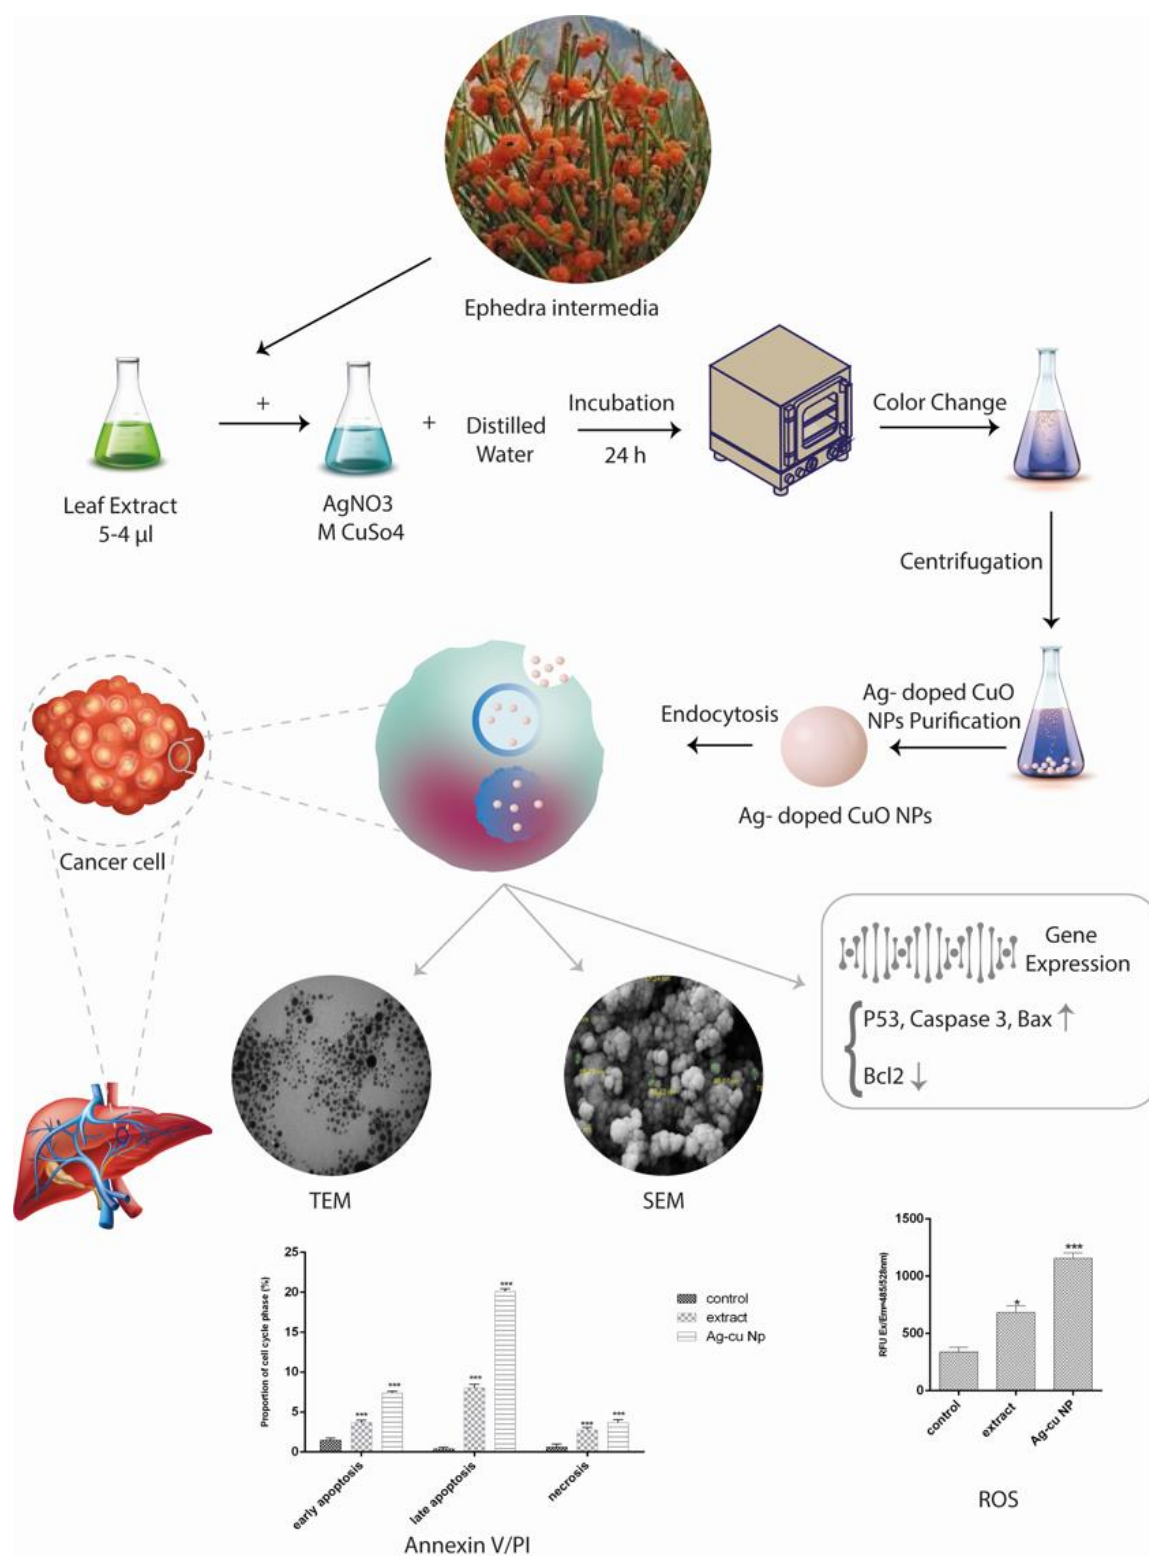 Ephedra intermedia
+
+
Leaf Extract
5-4 µl
AgNO3
M CuSo4
Distilled
Water
Incubation
24 h
Color Change
Centrifugation
Ag- doped CuO
NPs Purification
Endocytosis
Ag- doped CuO NPs
Cancer cell
Gene
Expression
P53, Caspase 3, Bax ↑
Bcl2 ↓
TEM
SEM
Proportion of cell cycle phase (%)
25
20
15
10
5
0
***
***
***
***
***
***
early apoptosis
late apoptosis
necrosis
control
extract
Ag-cu Np
Annexin V/PI
RFU Ex/Em=485/528nm)
1500
1000
500
0
*
***
control
extract
Ag-cu NP
ROS